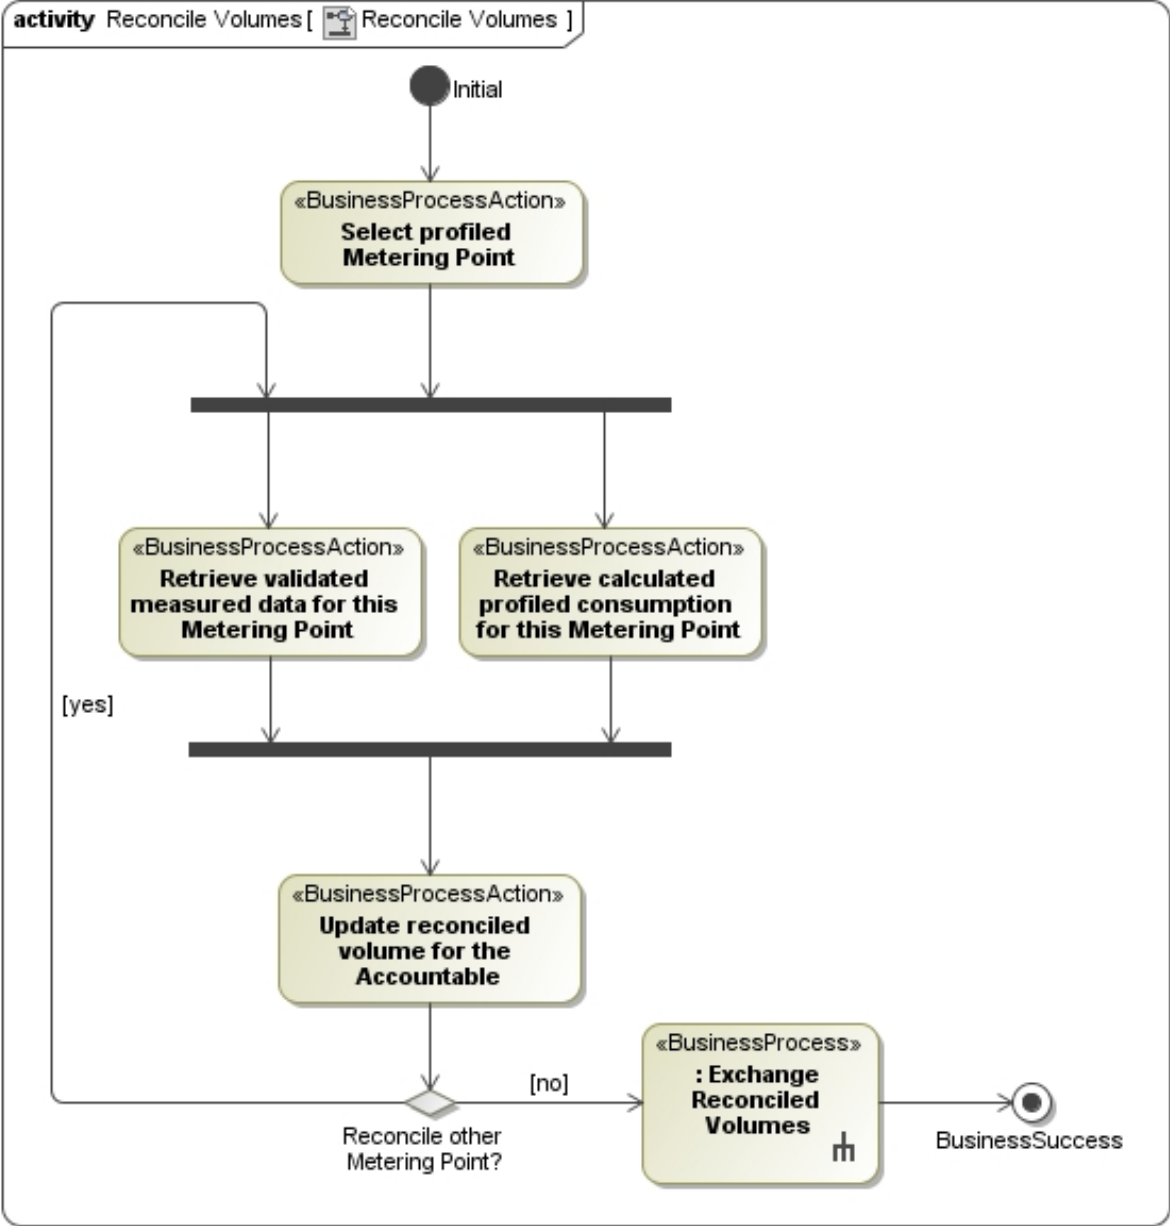 activity Reconcile Volumes [ Reconcile Volumes ]
Initial
«BusinessProcessAction»
Select profiled
Metering Point
«BusinessProcessAction»
Retrieve validated
measured data for this
Metering Point
«BusinessProcessAction»
Retrieve calculated
profiled consumption
for this Metering Point
[yes]
«BusinessProcessAction»
Update reconciled
volume for the
Accountable
Reconcile other
Metering Point?
[no]
«BusinessProcess»
: Exchange
Reconciled
Volumes
BusinessSuccess